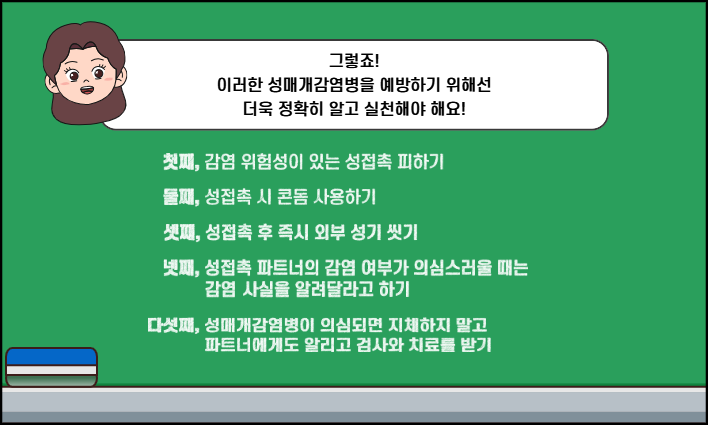 그렇죠!
이러한 성매개감염병을 예방하기 위해선
더욱 정확히 알고 실천해야 해요!
첫째, 감염 위험성이 있는 성접촉 피하기
둘째, 성접촉 시 콘돔 사용하기
셋째, 성접촉 후 즉시 외부 성기 씻기
넷째, 성접촉 파트너의 감염 여부가 의심스러울 때는
감염 사실을 알려달라고 하기
다섯째, 성매개감염병이 의심되면 지체하지 말고
파트너에게도 알리고 검사와 치료를 받기